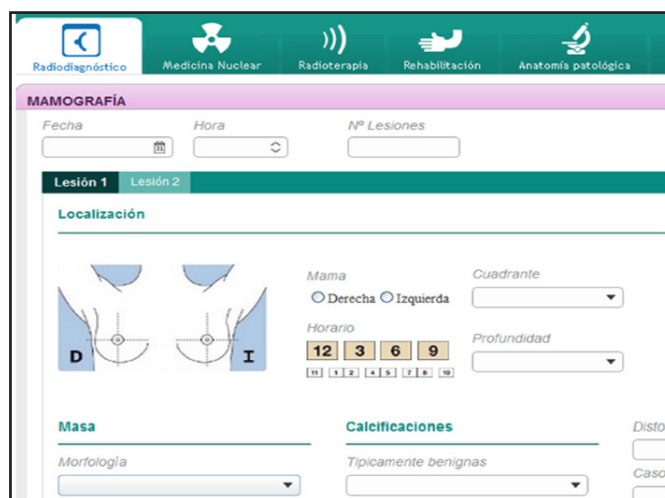 Radiodiagnóstico Medicina Nuclear Radioterapia Rehabilitación Anatomía patológica
MAMOGRAFÍA
Fecha Hora Nº Lesiones
Lesión 1 Lesión 2
Localización
Mama Cuadrante
Derecha Izquierda
Horario Profundidad
D I 12 3 6 9
11 1 2 4 5 7 8 10
Masa Calcificaciones Disto
Morfología Tipicamente benignas
Caso